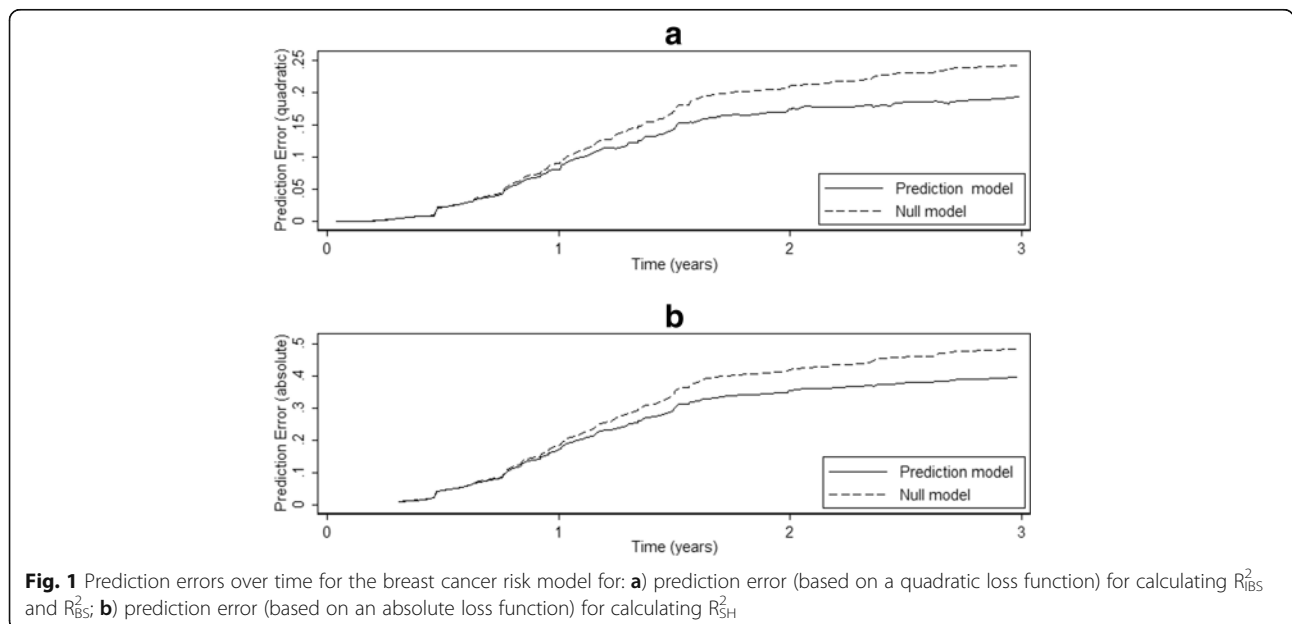 a
Prediction Error (quadratic)
.25
.2
.15
.1
.05
0
Prediction model
Null model
0 1 2 3
Time (years)
b
Prediction Error (absolute)
.5
.4
.3
.2
.1
0
Prediction model
Null model
0 1 2 3
Time (years)
Fig. 1 Prediction errors over time for the breast cancer risk model for: a) prediction error (based on a quadratic loss function) for calculating R²IBS
and R²BS; b) prediction error (based on an absolute loss function) for calculating R²SH